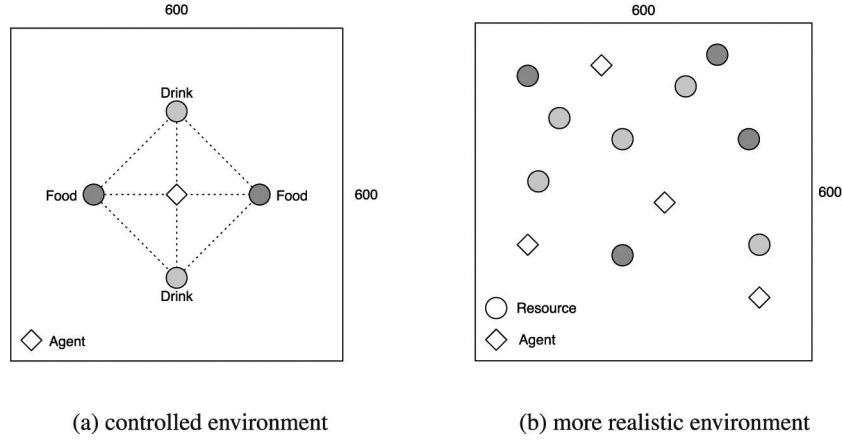 600
Drink
Food
Food
600
Drink
Agent
(a) controlled environment
600
600
Resource
Agent
(b) more realistic environment